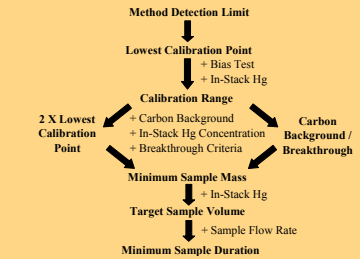 Method Detection Limit
Lowest Calibration Point
+ Bias Test
+ In-Stack Hg
Calibration Range
2 X Lowest
Calibration
Point
+ Carbon Background
+ In-Stack Hg Concentration
+ Breakthrough Criteria
Carbon
Background /
Breakthrough
Minimum Sample Mass
+ In-Stack Hg
Target Sample Volume
+ Sample Flow Rate
Minimum Sample Duration